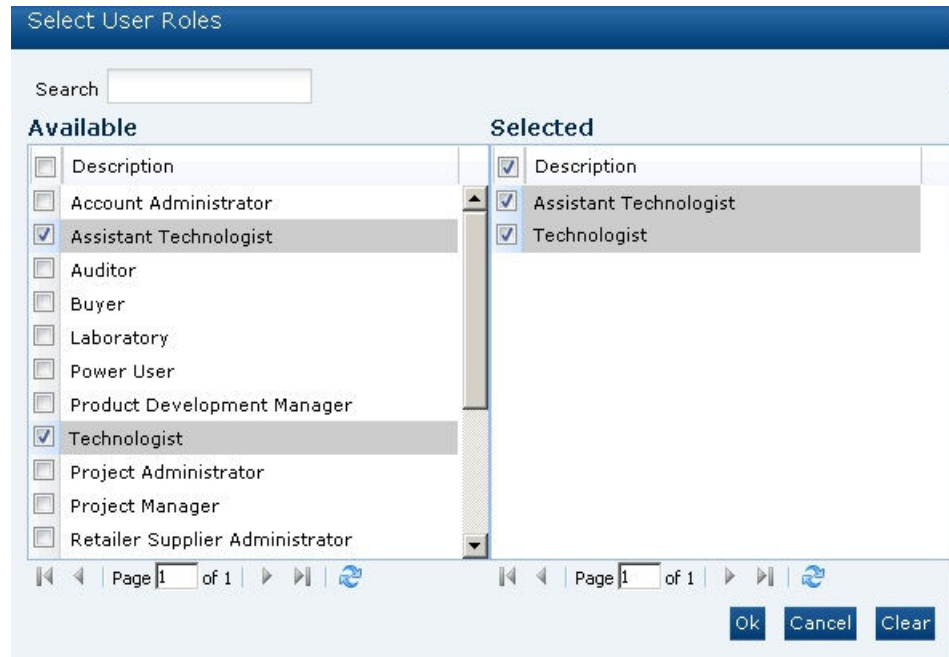 Select User Roles
Search
Available
Selected
Description
Account Administrator
Assistant Technologist
Auditor
Buyer
Laboratory
Power User
Product Development Manager
Technologist
Project Administrator
Project Manager
Retailer Supplier Administrator
Page 1 of 1
Description
Assistant Technologist
Technologist
Page 1 of 1
Ok Cancel Clear